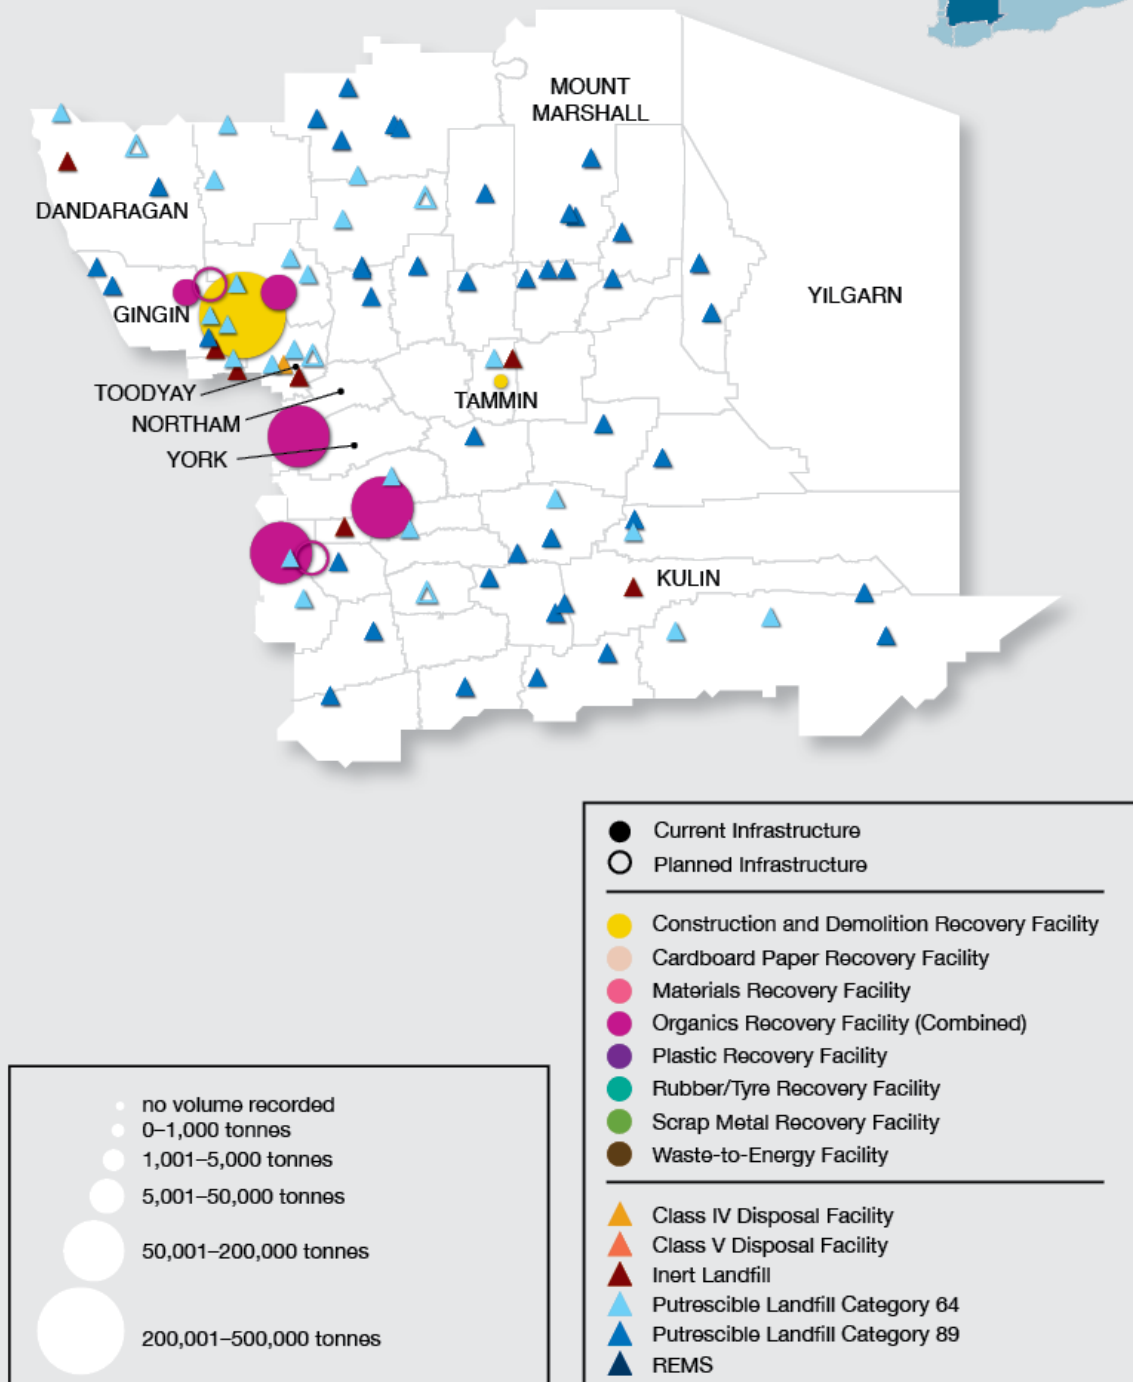 MOUNT
MARSHALL
DANDARAGAN
YILGARN
GINGIN
TOODYAY
TAMMIN
NORTHAM
YORK
KULIN
Current Infrastructure
Planned Infrastructure
Construction and Demolition Recovery Facility
Cardboard Paper Recovery Facility
Materials Recovery Facility
Organics Recovery Facility (Combined)
Plastic Recovery Facility
Rubber/Tyre Recovery Facility
Scrap Metal Recovery Facility
Waste-to-Energy Facility
Class IV Disposal Facility
Class V Disposal Facility
Inert Landfill
Putrescible Landfill Category 64
Putrescible Landfill Category 89
REMS
no volume recorded
0–1,000 tonnes
1,001–5,000 tonnes
5,001–50,000 tonnes
50,001–200,000 tonnes
200,001–500,000 tonnes